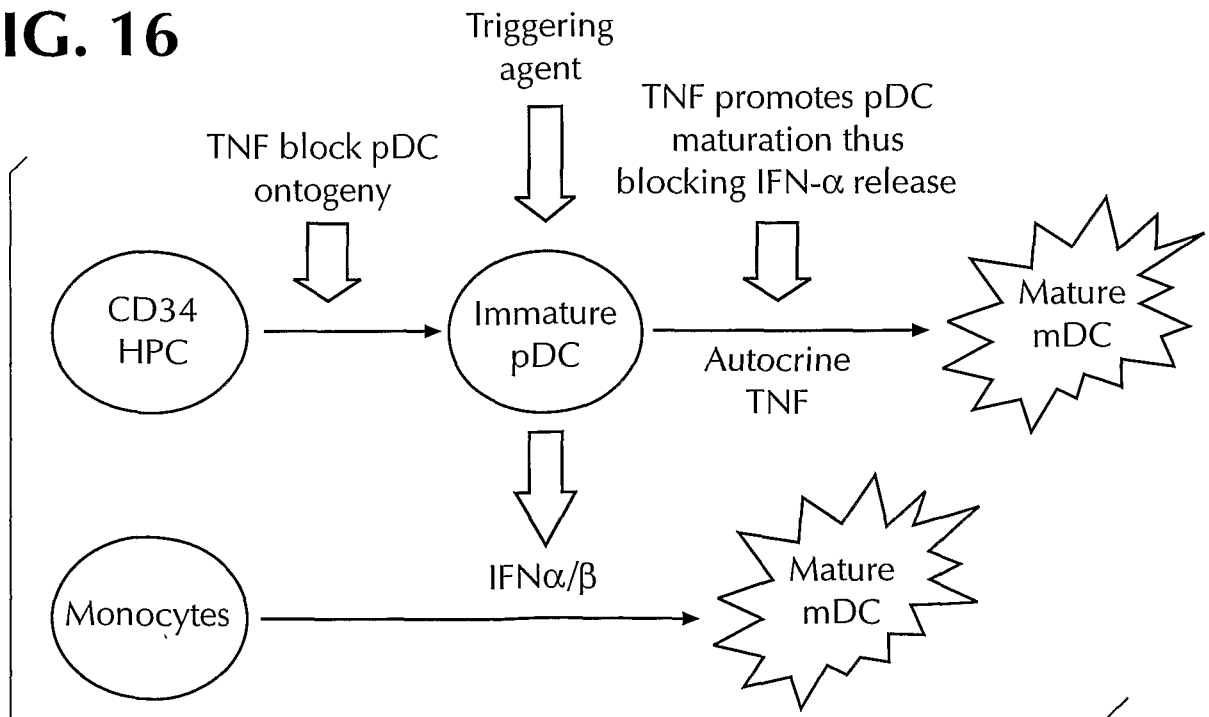 IG. 16
Triggering
agent
TNF block pDC
ontogeny
TNF promotes pDC
maturation thus
blocking IFN-α release
CD34
HPC
Immature
pDC
Autocrine
TNF
Mature
mDC
Monocytes
IFNα/β
Mature
mDC